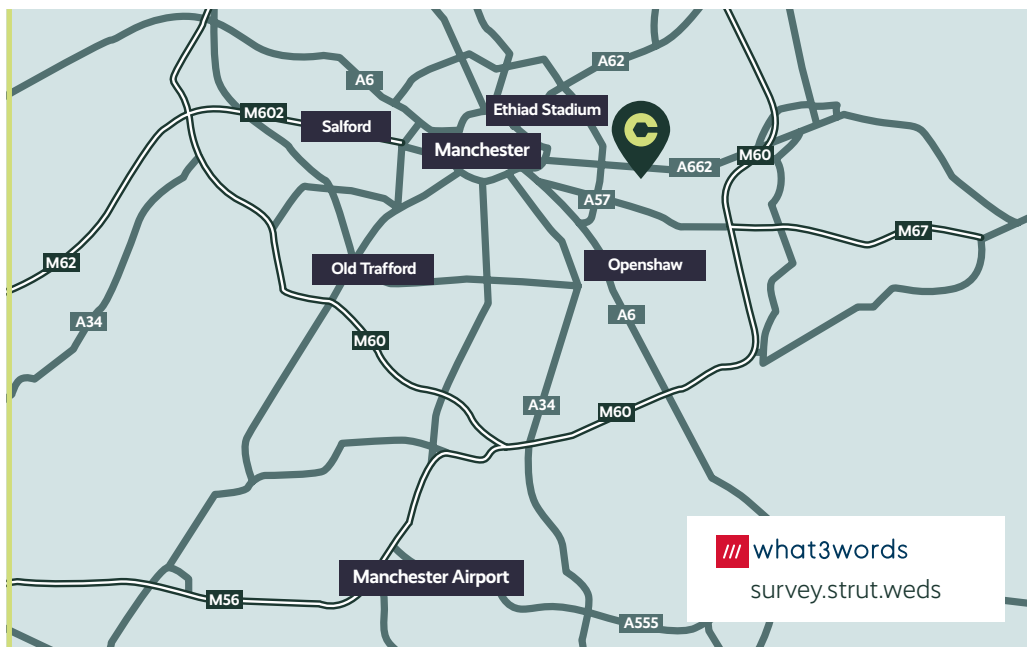 A62
A6
M602
Ethiad Stadium
Salford
Manchester
M60
A662
A57
M67
M62
Old Trafford
Openshaw
A34
A6
M60
A34
M60
what3words
survey.strut.weds
Manchester Airport
M56
A555